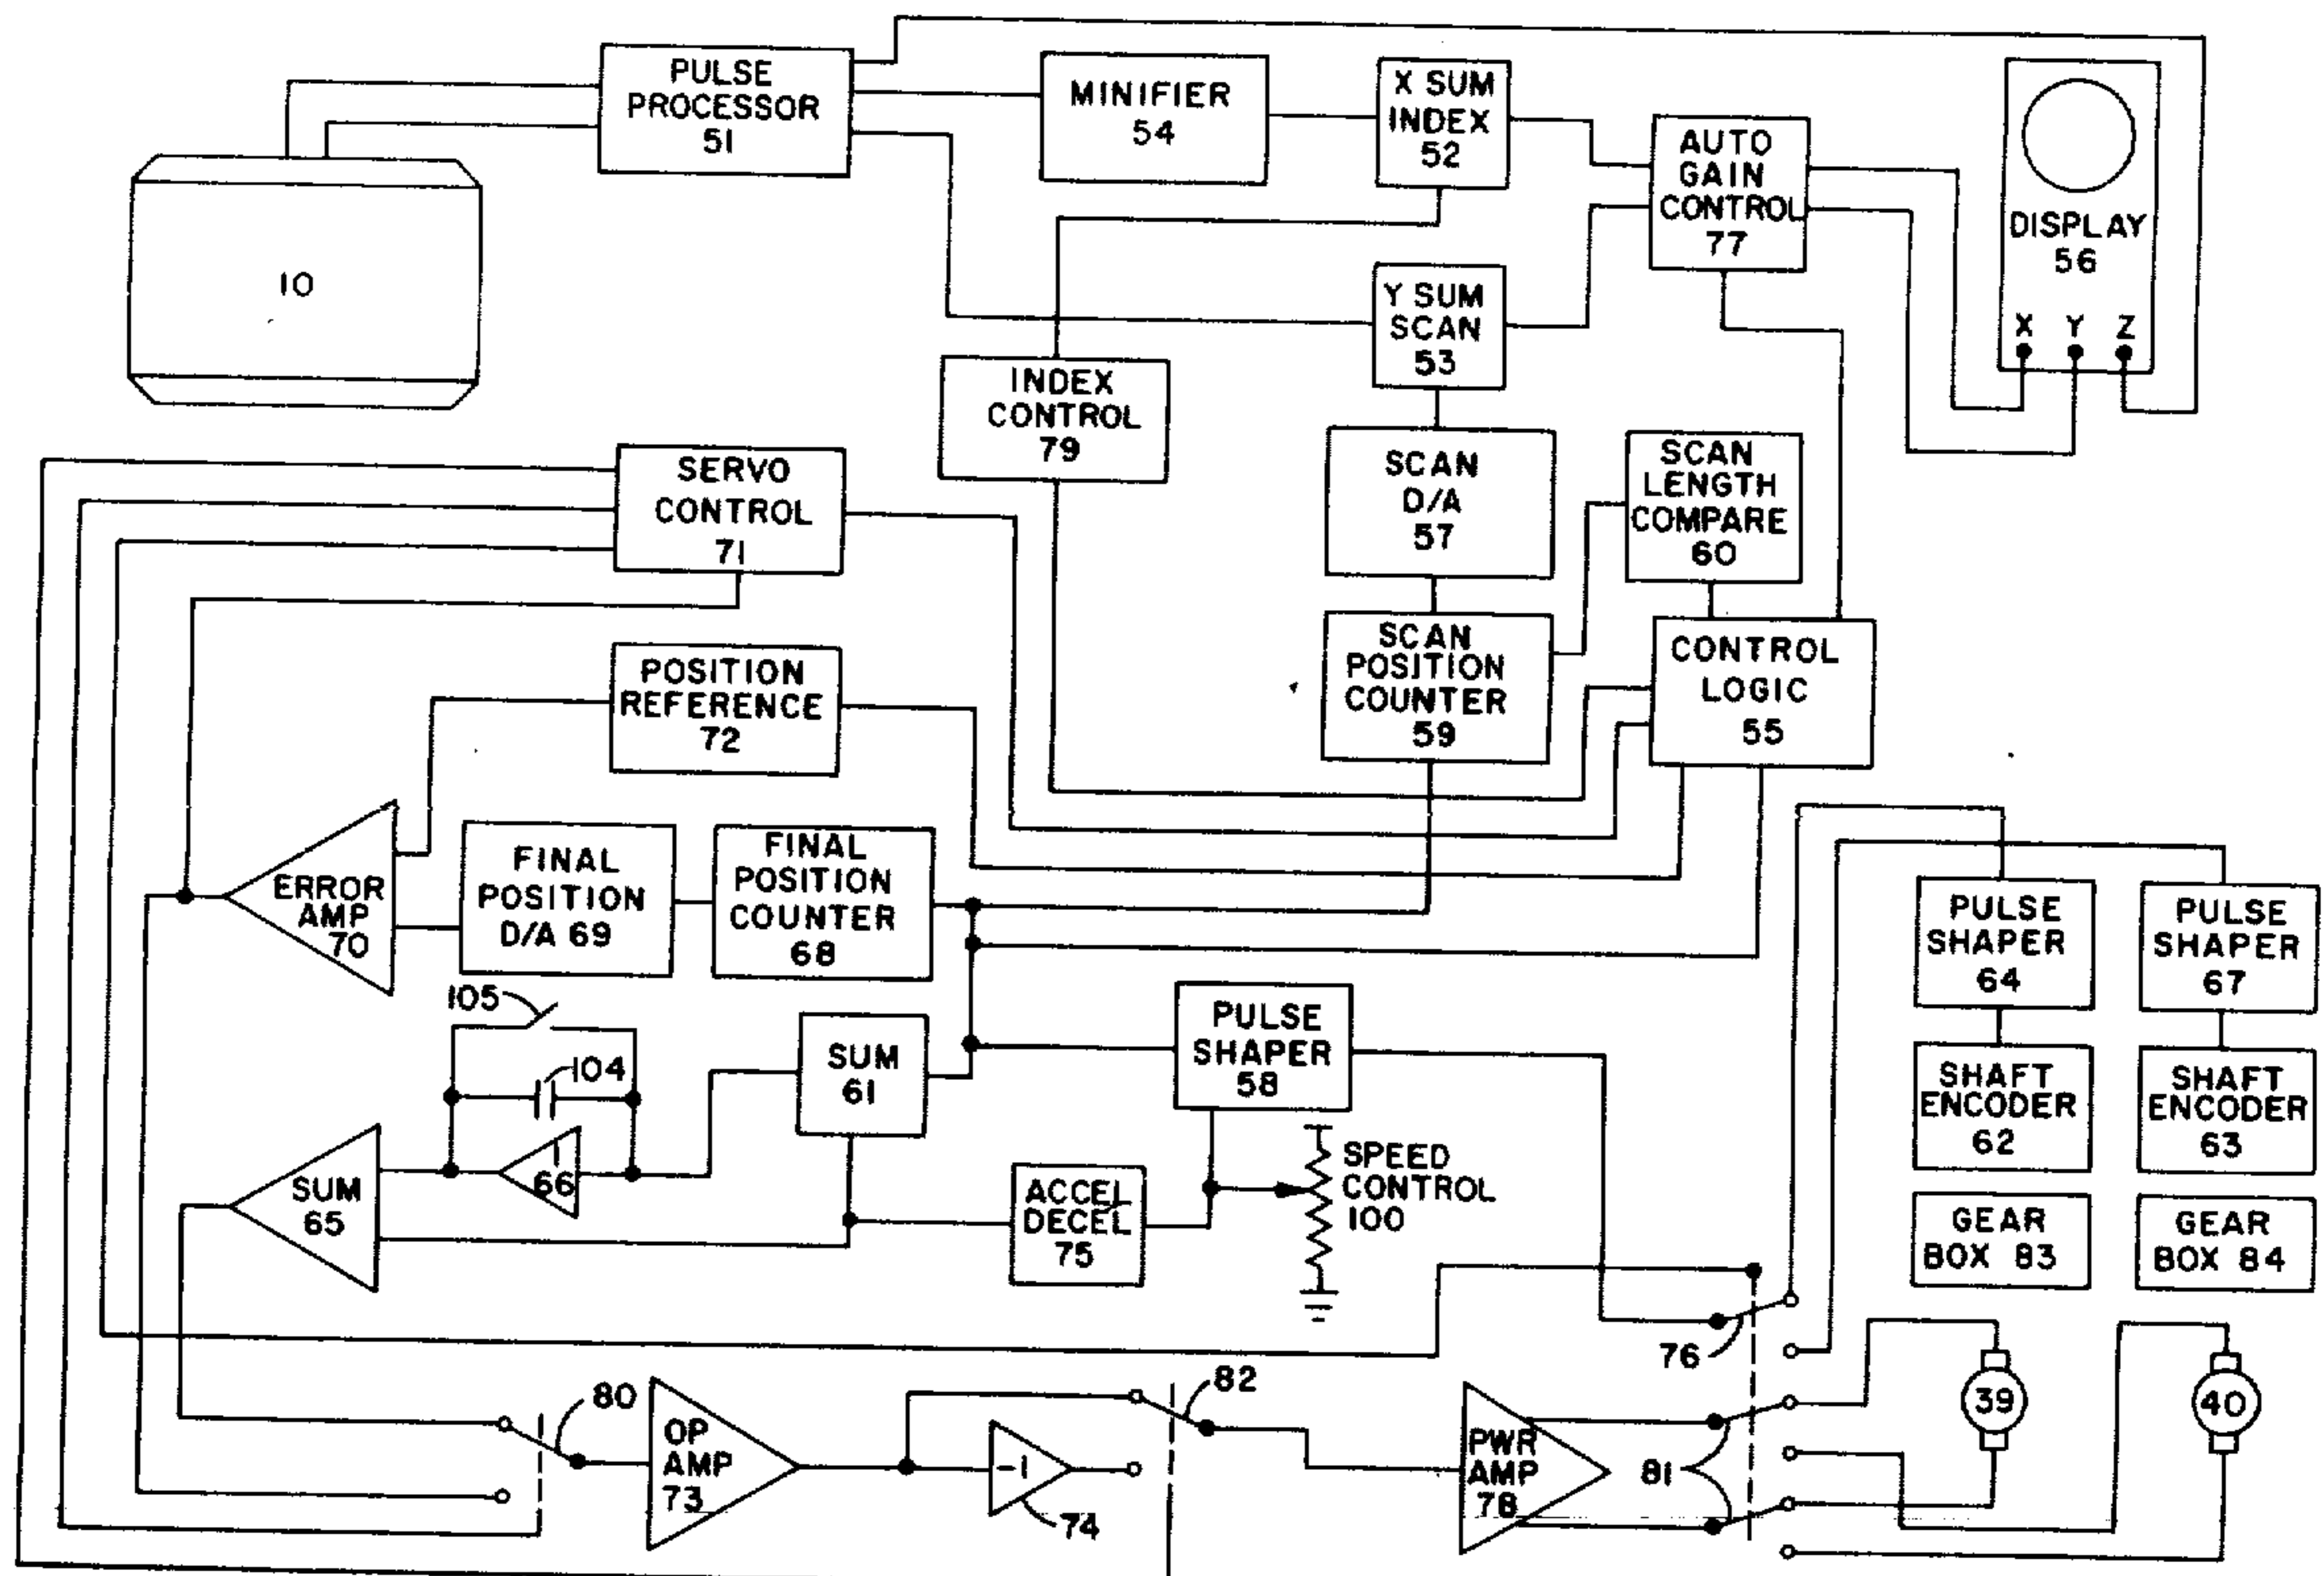 PULSE
PROCESSOR
51
MINIFIER
54
X SUM
INDEX
52
AUTO
GAIN
CONTROL
77
DISPLAY
56
X Y Z
10
Y SUM
SCAN
53
INDEX
CONTROL
79
SERVO
CONTROL
71
SCAN
D/A
57
SCAN
LENGTH
COMPARE
60
POSITION
REFERENCE
72
SCAN
POSITION
COUNTER
59
CONTROL
LOGIC
55
ERROR
AMP
70
FINAL
POSITION
D/A 69
FINAL
POSITION
COUNTER
68
PULSE
SHAPER
64
PULSE
SHAPER
67
105
104
SUM
61
PULSE
SHAPER
58
SHAFT
ENCODER
62
SHAFT
ENCODER
63
SUM
65
66
ACCEL
DECEL
75
SPEED
CONTROL
100
GEAR
BOX 83
GEAR
BOX 84
76
80
OP
AMP
73
-1
74
82
PWR
AMP
78
81
39
40